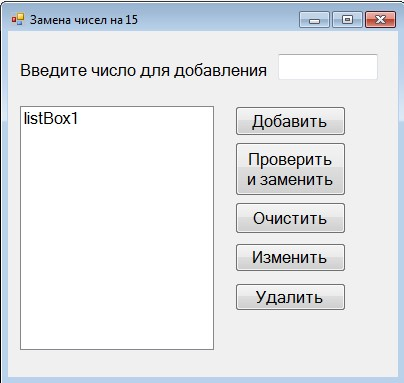 Замена чисел на 15
Введите число для добавления
listBox1
Добавить
Проверить
и заменить
Очистить
Изменить
Удалить